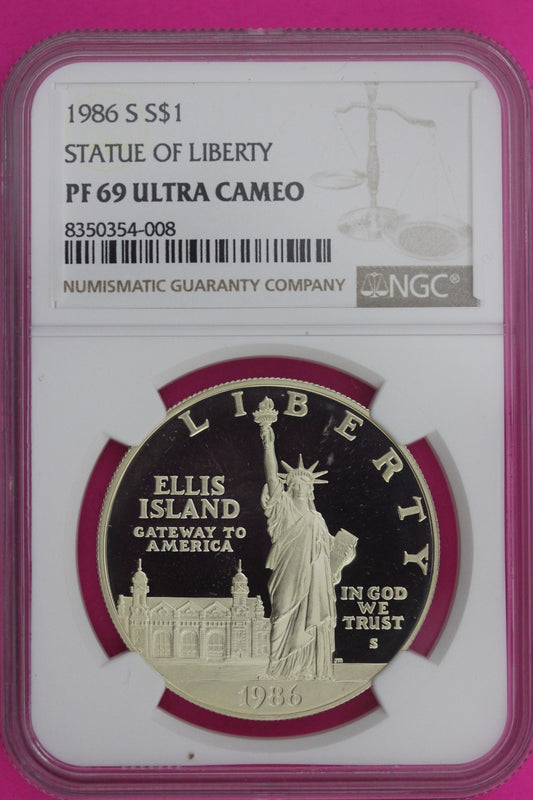 1986 S S$1
STATUE OF LIBERTY
PF 69 ULTRA CAMEO
8350354-008
NUMISMATIC GUARANTY COMPANY
NGC®
LIBERTY
ELLIS
ISLAND
GATEWAY TO
AMERICA
IN GOD
WE
TRUST
S
1986